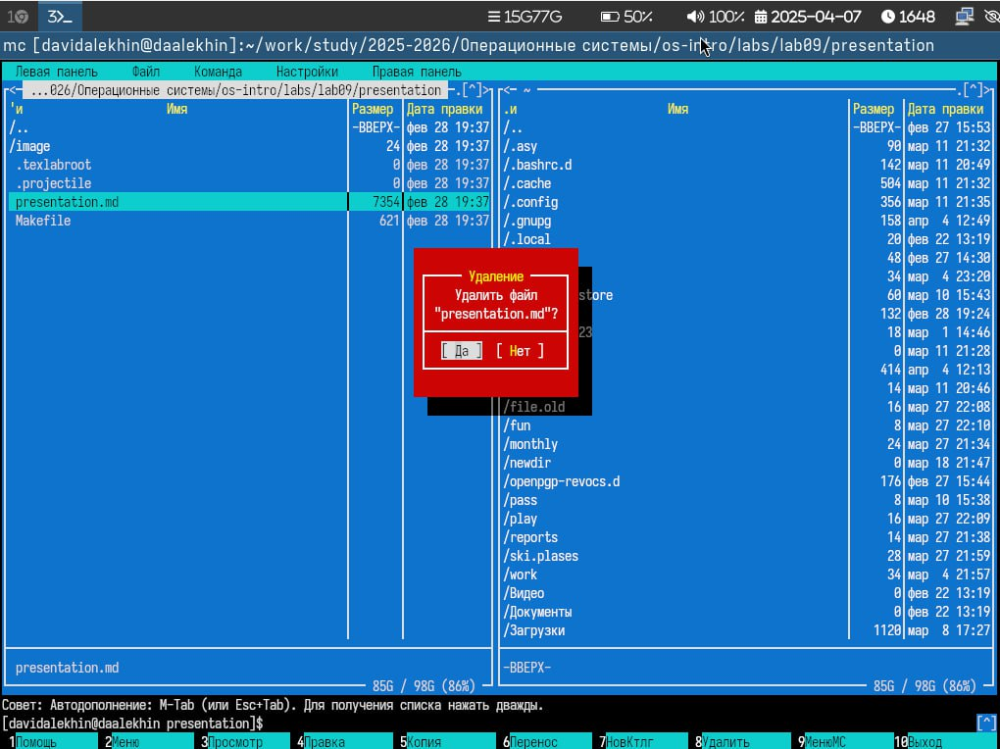 1 3 15G77G 50% 100% 2025-04-07 1648
mc [davidalekhin@daalekhin]:~/work/study/2025-2026/Операционные системы/os-intro/labs/lab09/presentation
Левая панель Файл Команда Настройки Правая панель
<- ...026/Операционные системы/os-intro/labs/lab09/presentation -.[^]>
'и Имя Размер Дата правки
/.. -ВВЕРХ- фев 28 19:37
/image 24 фев 28 19:37
.texlabroot 0 фев 28 19:37
.projectile 0 фев 28 19:37
presentation.md 7354 фев 28 19:37
Makefile 621 фев 28 19:37
presentation.md
85G / 98G (86%)
<- ~ .[^]>
.и Имя Размер Дата правки
/.. -ВВЕРХ- фев 27 15:53
/.asy 90 мар 11 21:32
/.bashrc.d 142 мар 11 20:49
/.cache 504 мар 11 21:32
/.config 356 мар 11 21:35
/.gnupg 158 апр 4 12:49
/.local 20 фев 22 13:19
48 фев 27 14:30
34 мар 4 23:20
store 60 мар 10 15:43
132 фев 28 19:24
23 18 мар 1 14:46
0 мар 11 21:28
414 апр 4 12:13
14 мар 11 20:46
/file.old 16 мар 27 22:08
/fun 8 мар 27 22:10
/monthly 24 мар 27 21:34
/newdir 0 мар 18 21:47
/openpgp-revocs.d 176 фев 27 15:44
/pass 8 мар 10 15:38
/play 16 мар 27 22:09
/reports 14 мар 27 21:38
/ski.plases 28 мар 27 21:59
/work 34 мар 4 21:57
/Видео 0 фев 22 13:19
/Документы 0 фев 22 13:19
/Загрузки 1120 мар 8 17:27
-ВВЕРХ-
85G / 98G (86%)
Удаление
Удалить файл
"presentation.md"?
[ Да ] [ Нет ]
Совет: Автодополнение: M-Tab (или Esc+Tab). Для получения списка нажать дважды.
[davidalekhin@daalekhin presentation]$ [^]
1Помощь 2Меню 3Просмотр 4Правка 5Копия 6Перенос 7НовКтлг 8Удалить 9МенюMC 10Выход